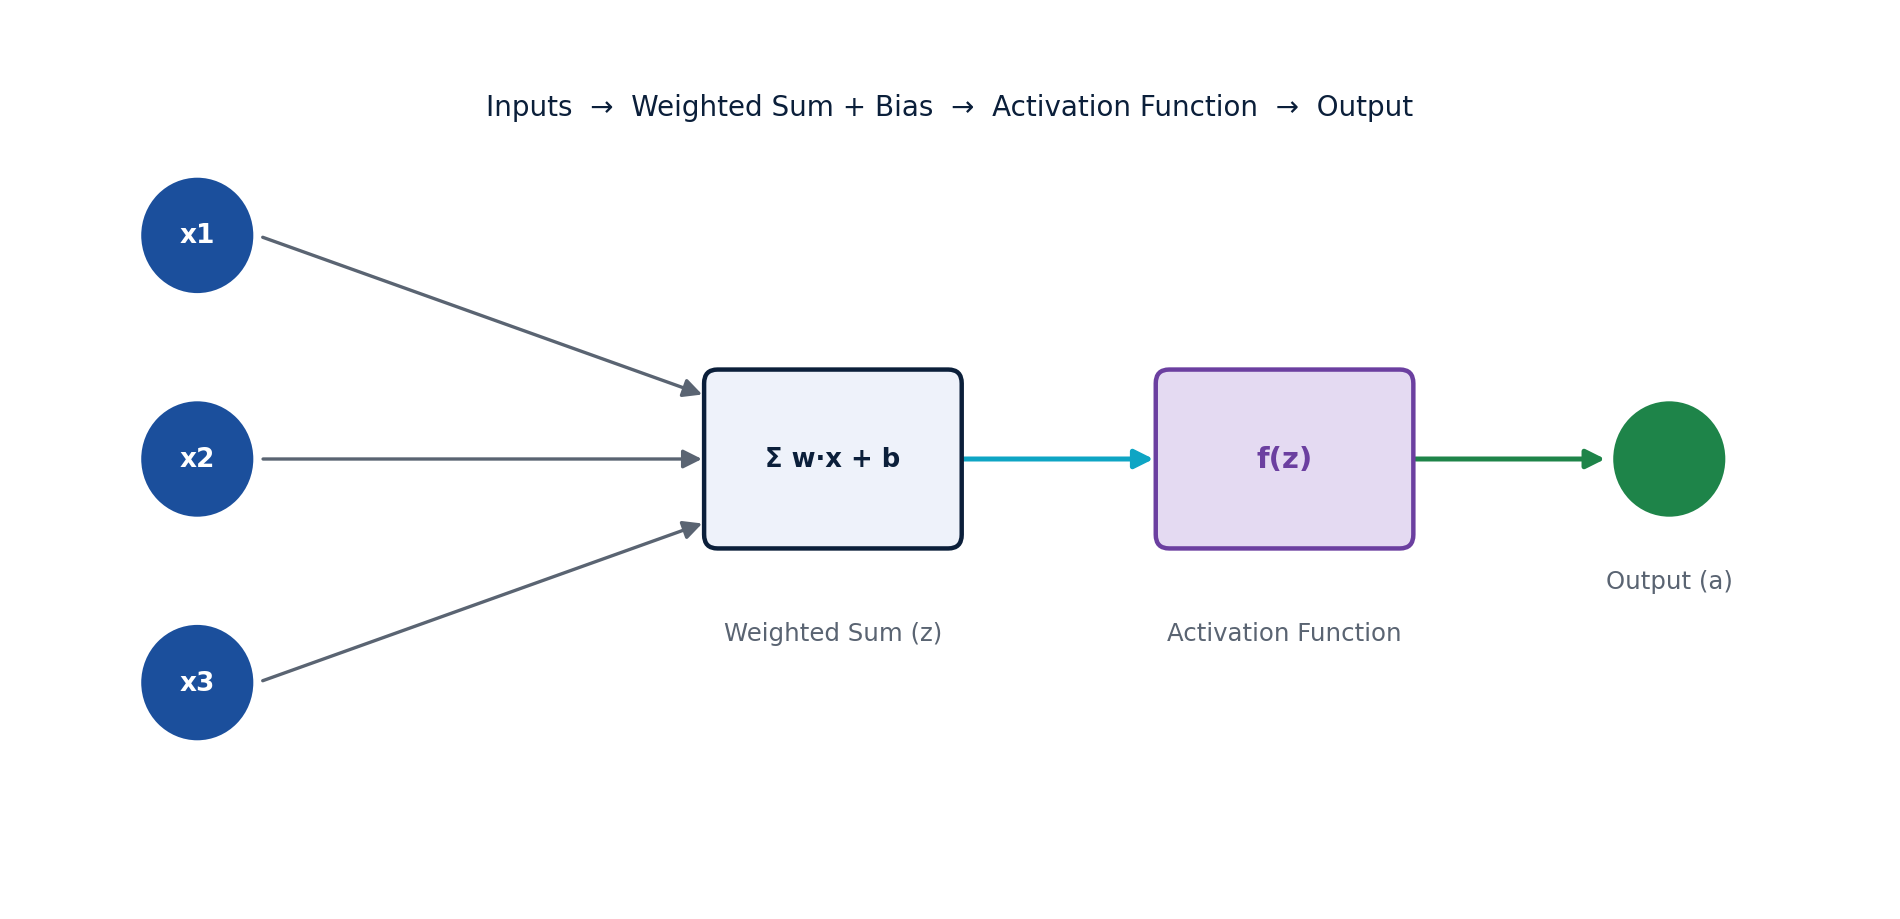 Inputs → Weighted Sum + Bias → Activation Function → Output
x1
x2
Σ w·x + b
f(z)
Output (a)
Weighted Sum (z)
Activation Function
x3